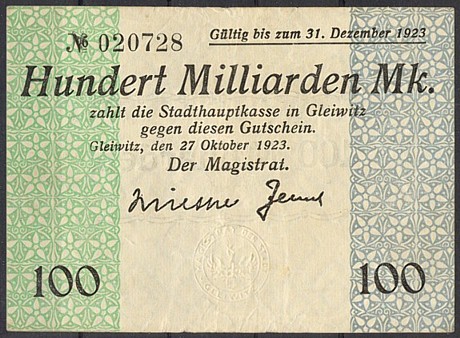 № 020728
Gültig bis zum 31. Dezember 1923
Hundert Milliarden Mk.
zahlt die Stadthauptkasse in Gleiwitz
gegen diesen Gutschein.
Gleiwitz, den 27 Oktober 1923.
Der Magistrat.
100
100